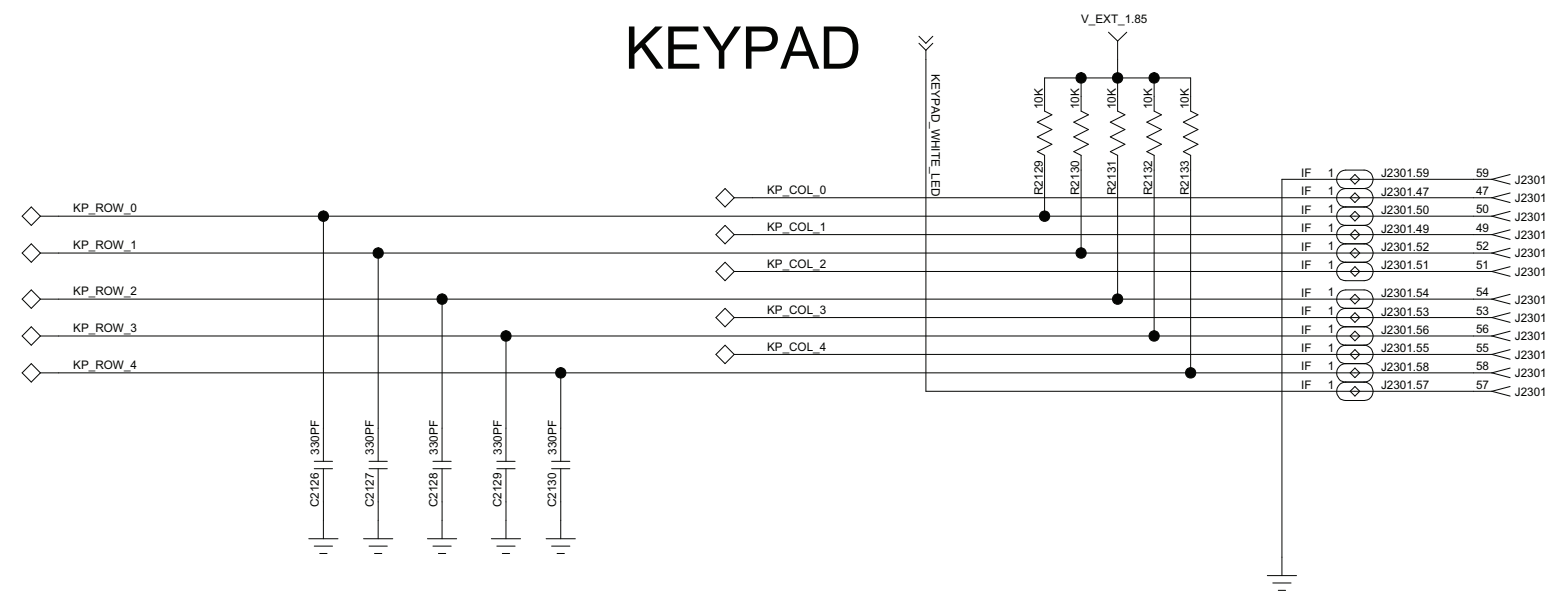 KEYPAD
V_EXT_1.85
KEYPAD_WHITE_LED
10K
10K
10K
10K
10K
R2129
R2130
R2131
R2132
R2133
IF 1 J2301.59 59 J2301
KP_COL_0 IF 1 J2301.47 47 J2301
KP_ROW_0 IF 1 J2301.50 50 J2301
KP_COL_1 IF 1 J2301.49 49 J2301
KP_ROW_1 IF 1 J2301.52 52 J2301
KP_COL_2 IF 1 J2301.51 51 J2301
KP_ROW_2 IF 1 J2301.54 54 J2301
KP_COL_3 IF 1 J2301.53 53 J2301
KP_ROW_3 IF 1 J2301.56 56 J2301
KP_COL_4 IF 1 J2301.55 55 J2301
KP_ROW_4 IF 1 J2301.58 58 J2301
IF 1 J2301.57 57 J2301
330PF
330PF
330PF
330PF
330PF
C2126
C2127
C2128
C2129
C2130